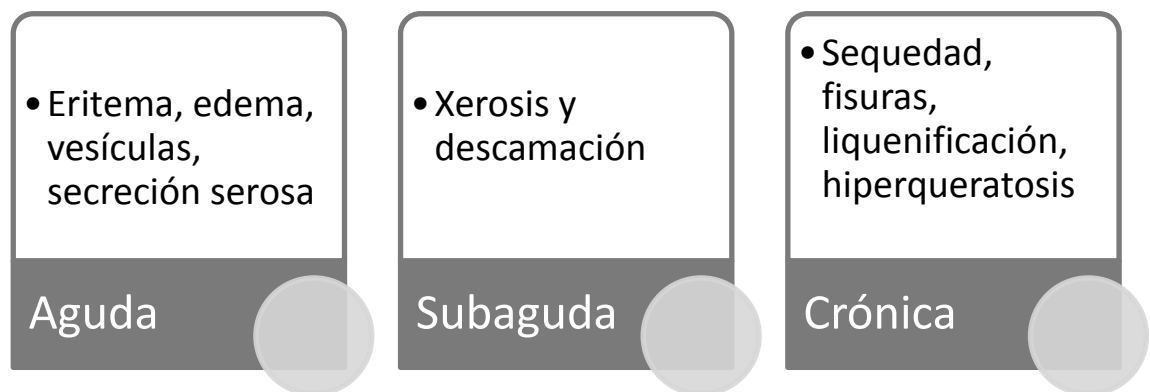 • Eritema, edema,
vesículas,
secreción serosa
Aguda
• Xerosis y
descamación
Subaguda
• Sequedad,
fisuras,
liquenificación,
hiperqueratosis
Crónica